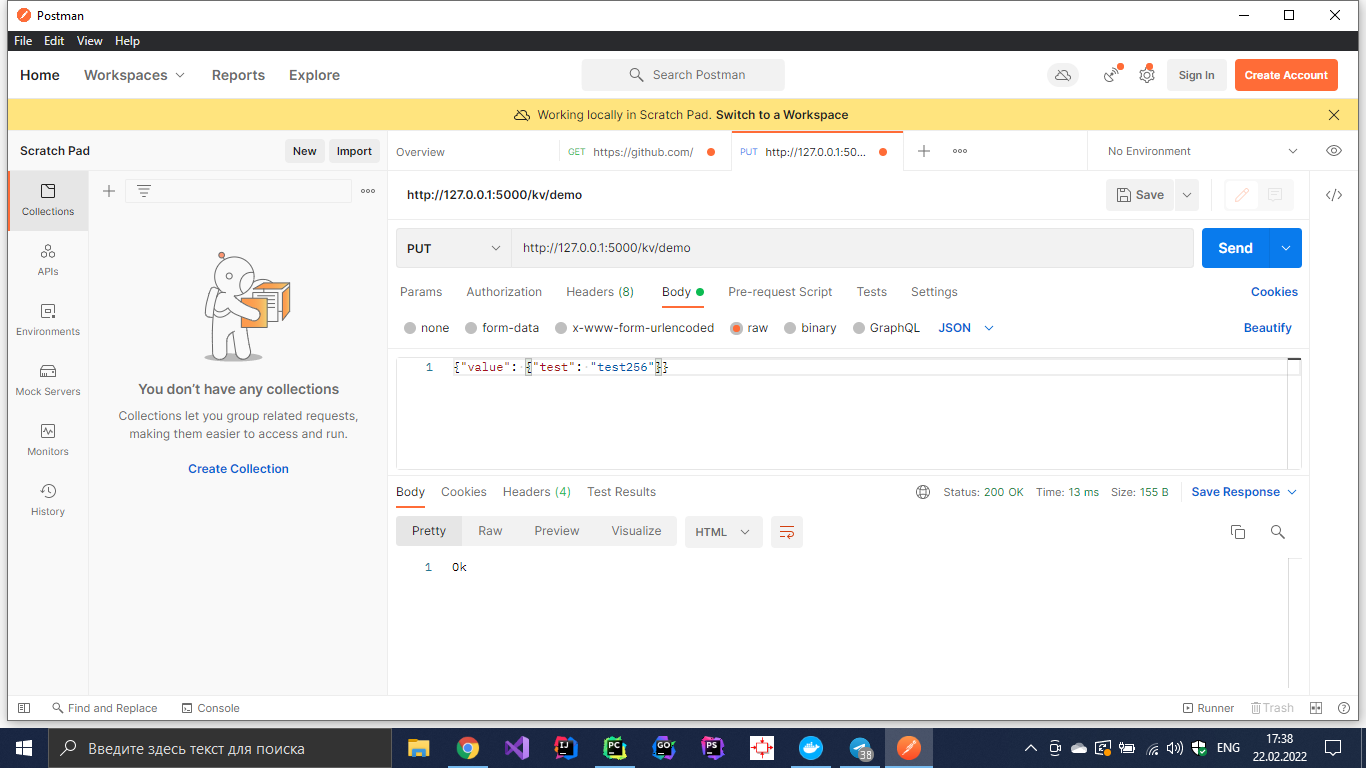 Postman
File Edit View Help
Home Workspaces Reports Explore Search Postman Sign In Create Account
Working locally in Scratch Pad. Switch to a Workspace
Scratch Pad New Import
Overview GET https://github.com/ PUT http://127.0.0.1:50... No Environment
Collections
APIs
Environments
Mock Servers
Monitors
History
You don't have any collections
Collections let you group related requests,
making them easier to access and run.
Create Collection
http://127.0.0.1:5000/kv/demo Save
PUT http://127.0.0.1:5000/kv/demo Send
Params Authorization Headers (8) Body Pre-request Script Tests Settings Cookies
none form-data x-www-form-urlencoded raw binary GraphQL JSON Beautify
1 {"value": {"test": "test256"}}
Body Cookies Headers (4) Test Results Status: 200 OK Time: 13 ms Size: 155 B Save Response
Pretty Raw Preview Visualize HTML
1 Ok
Find and Replace Console Runner Trash
Введите здесь текст для поиска IJ PC GO PS 38 ENG 17:38
22.02.2022